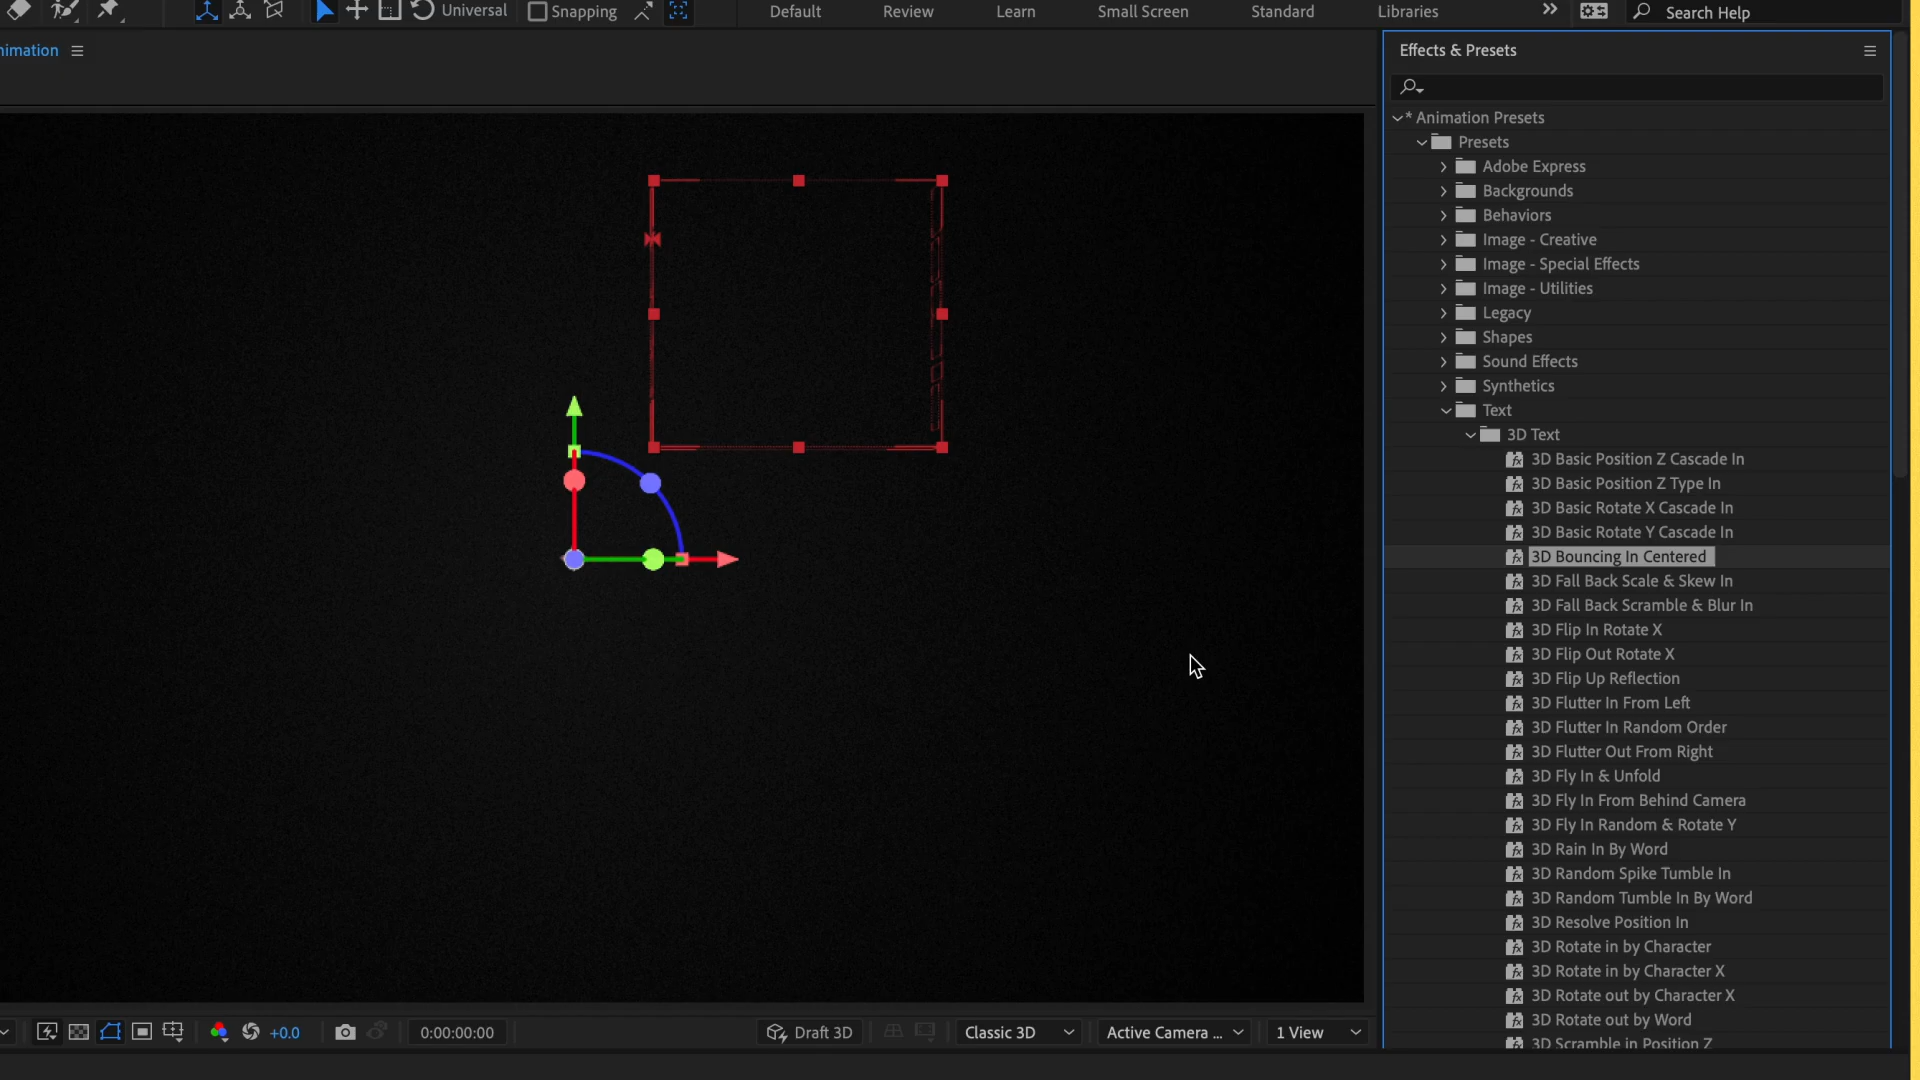 Universal
Snapping
Default
Review
Learn
Small Screen
Standard
Libraries
Search Help
nimation
Effects & Presets
* Animation Presets
Presets
Adobe Express
Backgrounds
Behaviors
Image - Creative
Image - Special Effects
Image - Utilities
Legacy
Shapes
Sound Effects
Synthetics
Text
3D Text
3D Basic Position Z Cascade In
3D Basic Position Z Type In
3D Basic Rotate X Cascade In
3D Basic Rotate Y Cascade In
3D Bouncing In Centered
3D Fall Back Scale & Skew In
3D Fall Back Scramble & Blur In
3D Flip In Rotate X
3D Flip Out Rotate X
3D Flip Up Reflection
3D Flutter In From Left
3D Flutter In Random Order
3D Flutter Out From Right
3D Fly In & Unfold
3D Fly In From Behind Camera
3D Fly In Random & Rotate Y
3D Rain In By Word
3D Random Spike Tumble In
3D Random Tumble In By Word
3D Resolve Position In
3D Rotate in by Character
3D Rotate in by Character X
3D Rotate out by Character X
3D Rotate out by Word
3D Scramble in Position Z
+0.0
0:00:00:00
Draft 3D
Classic 3D
Active Camera ...
1 View